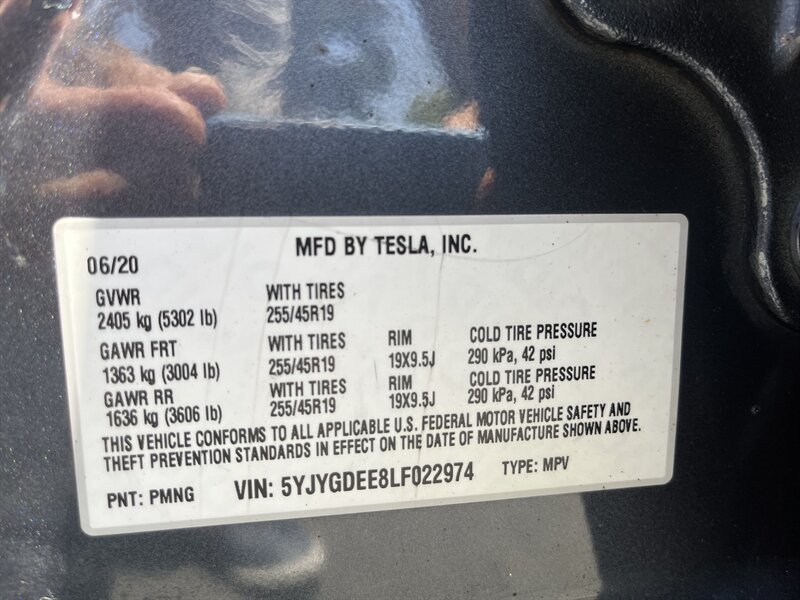 MFD BY TESLA, INC.
06/20
GVWR WITH TIRES
2405 kg (5302 lb) 255/45R19
GAWR FRT WITH TIRES RIM COLD TIRE PRESSURE
1363 kg (3004 lb) 255/45R19 19X9.5J 290 kPa, 42 psi
GAWR RR WITH TIRES RIM COLD TIRE PRESSURE
1636 kg (3606 lb) 255/45R19 19X9.5J 290 kPa, 42 psi
THIS VEHICLE CONFORMS TO ALL APPLICABLE U.S. FEDERAL MOTOR VEHICLE SAFETY AND
THEFT PREVENTION STANDARDS IN EFFECT ON THE DATE OF MANUFACTURE SHOWN ABOVE.
PNT: PMNG VIN: 5YJYGDEE8LF022974 TYPE: MPV